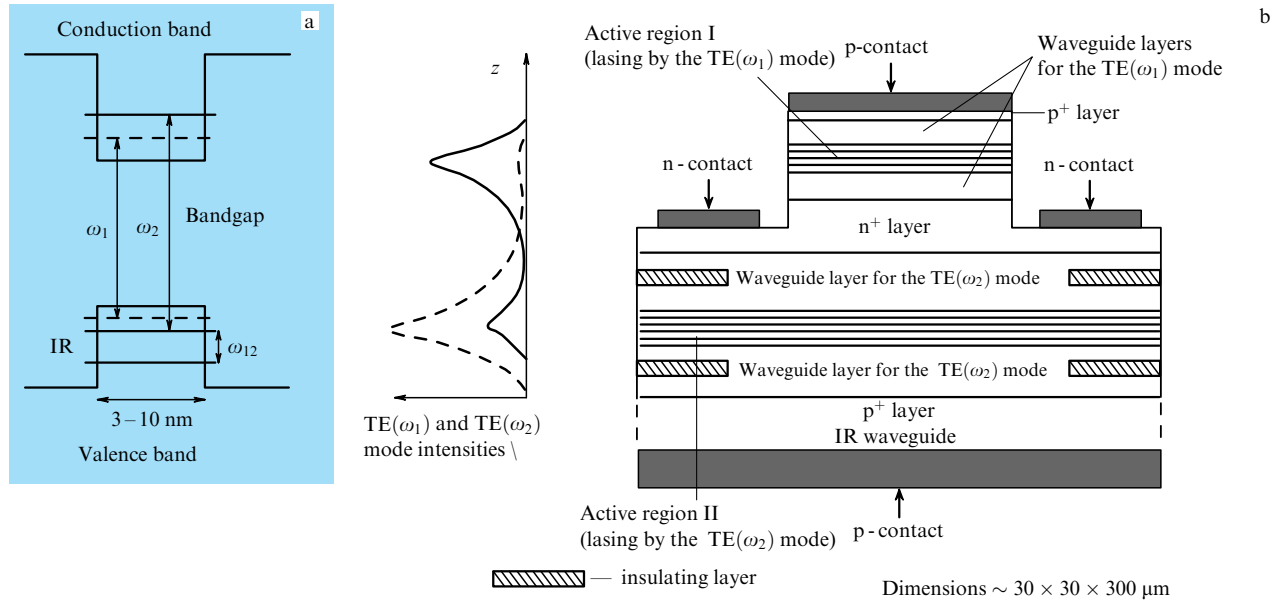 a
Conduction band
ω₁
ω₂
Bandgap
IR
ω₁₂
3 – 10 nm
Valence band
z
TE(ω₁) and TE(ω₂)
mode intensities \
b
Active region I
(lasing by the TE(ω₁) mode)
p-contact
Waveguide layers
for the TE(ω₁) mode
p⁺ layer
n - contact
n - contact
n⁺ layer
Waveguide layer for the TE(ω₂) mode
Waveguide layer for the TE(ω₂) mode
p⁺ layer
IR waveguide
Active region II
(lasing by the TE(ω₂) mode)
p - contact
— insulating layer
Dimensions ∼ 30 × 30 × 300 μm